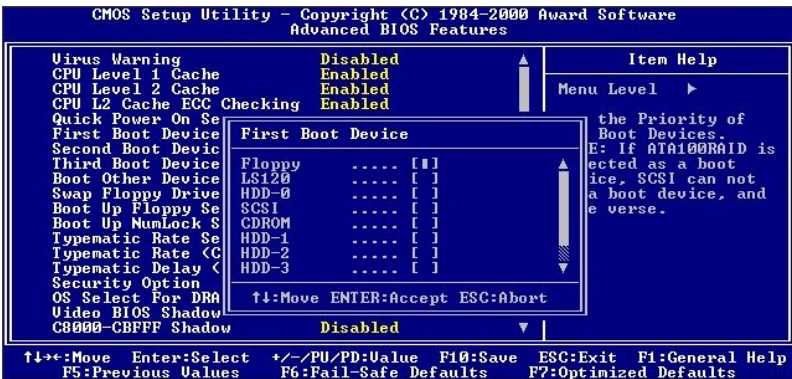 CMOS Setup Utility - Copyright (C) 1984-2000 Award Software
Advanced BIOS Features
Virus Warning Disabled
CPU Level 1 Cache Enabled
CPU Level 2 Cache Enabled
CPU L2 Cache ECC Checking Enabled
Quick Power On Se
First Boot Device
Second Boot Devic
Third Boot Device
Boot Other Device
Swap Floppy Drive
Boot Up Floppy Se
Boot Up NumLock S
Typematic Rate Se
Typematic Rate (C
Typematic Delay (
Security Option
OS Select For DRA
Video BIOS Shadow
C8000-CBFFF Shadow Disabled
First Boot Device
Floppy ..... [▮]
LS120 ..... [ ]
HDD-0 ..... [ ]
SCSI ..... [ ]
CDROM ..... [ ]
HDD-1 ..... [ ]
HDD-2 ..... [ ]
HDD-3 ..... [ ]
↑↓:Move ENTER:Accept ESC:Abort
Item Help
Menu Level ▶
the Priority of
Boot Devices.
E: If ATA100RAID is
ected as a boot
ice, SCSI can not
a boot device, and
e verse.
↑↓→←:Move Enter:Select +/-/PU/PD:Value F10:Save ESC:Exit F1:General Help
F5:Previous Values F6:Fail-Safe Defaults F7:Optimized Defaults